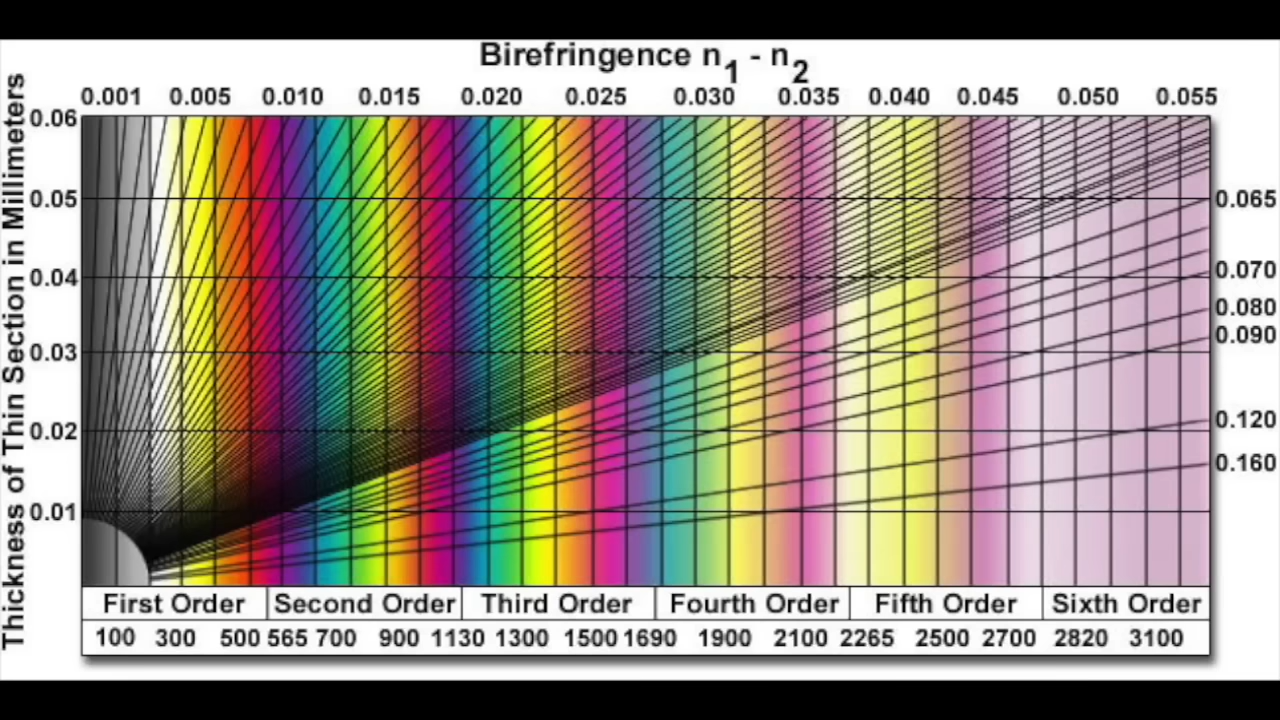 Birefringence n1 - n2
0.001 0.005 0.010 0.015 0.020 0.025 0.030 0.035 0.040 0.045 0.050 0.055
Thickness of Thin Section in Millimeters
0.06
0.05
0.04
0.03
0.02
0.01
0.065
0.070
0.080
0.090
0.120
0.160
First Order Second Order Third Order Fourth Order Fifth Order Sixth Order
100 300 500 565 700 900 1130 1300 1500 1690 1900 2100 2265 2500 2700 2820 3100